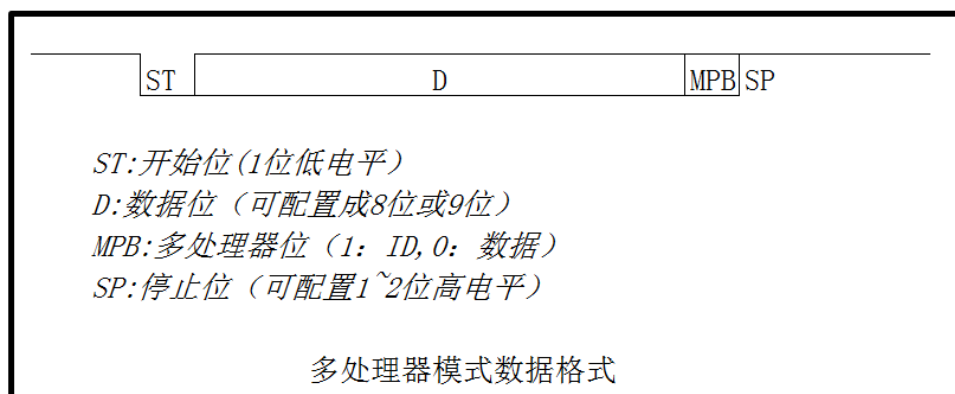 ST D MPB SP
ST:开始位(1位低电平）
D:数据位（可配置成8位或9位）
MPB:多处理器位（1: ID,0: 数据）
SP:停止位（可配置1~2位高电平）
多处理器模式数据格式